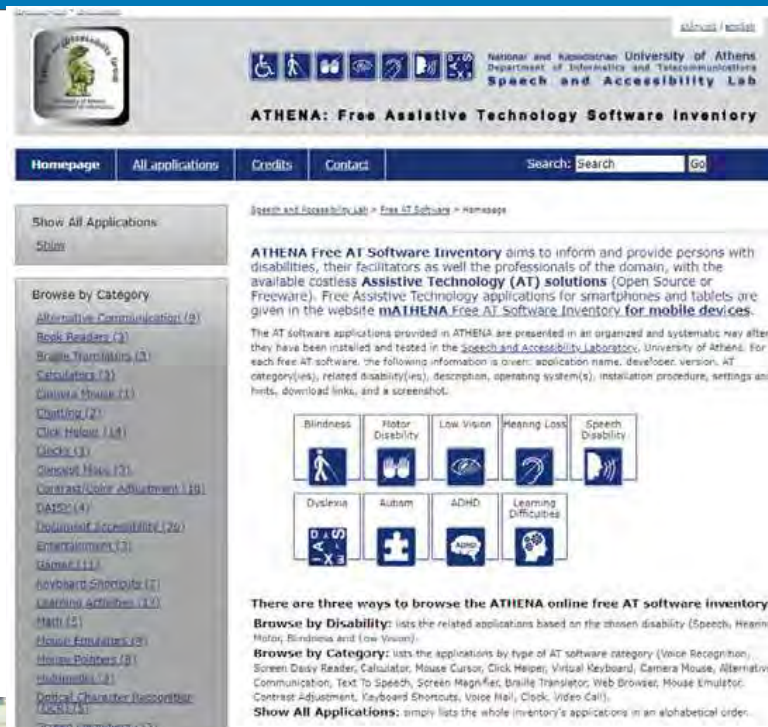 National and Kapodistrian University of Athens
Department of Informatics and Telecommunications
Speech and Accessibility Lab
ATHENA: Free Assistive Technology Software Inventory
Homepage
All applications
Credits
Contact
Search: Search
Go
Show All Applications
Show
Browse by Category
Alternative Communication (9)
Book Readers (3)
Braille Translators (3)
Calculators (3)
Camera Mouse (1)
Chatting (2)
Click Helper (14)
Clocks (3)
Concept Maps (3)
Contrast/Color Adjustment (10)
DAISY (4)
Document Accessibility (20)
Entertainment (3)
Games (11)
Keyboard Shortcuts (7)
Learning Activities (13)
Math (5)
Mouse Emulators (9)
Mouse Pointers (8)
Multimedia (3)
Optical Character Recognition
Speech and Accessibility Lab > Free AT Software > Homepage
ATHENA Free AT Software Inventory aims to inform and provide persons with
disabilities, their facilitators as well the professionals of the domain, with the
available costless Assistive Technology (AT) solutions (Open Source or
Freeware). Free Assistive Technology applications for smartphones and tablets are
given in the website mATHENA Free AT Software Inventory for mobile devices.
The AT software applications provided in ATHENA are presented in an organized and systematic way after
they have been installed and tested in the Speech and Accessibility Laboratory, University of Athens. For
each free AT software, the following information is given: application name, developer, version, AT
category(ies), related disability(ies), description, operating system(s), installation procedure, settings and
hints, download links, and a screenshot.
Blindness
Motor Disability
Low Vision
Hearing Loss
Speech Disability
Dyslexia
Autism
ADHD
Learning Difficulties
ADHD
There are three ways to browse the ATHENA online free AT software inventory
Browse by Disability: lists the related applications based on the chosen disability (Speech, Hearing
Motor, Blindness and Low Vision).
Browse by Category: lists the applications by type of AT software category (Voice Recognition,
Screen Daisy Reader, Calculator, Mouse Cursor, Click Helper, Virtual Keyboard, Camera Mouse, Alternative
Communication, Text To Speech, Screen Magnifier, Braille Translator, Web Browser, Mouse Emulator,
Contrast Adjustment, Keyboard Shortcuts, Voice Mail, Clock, Video Call).
Show All Applications: simply lists the whole inventory's applications in an alphabetical order.